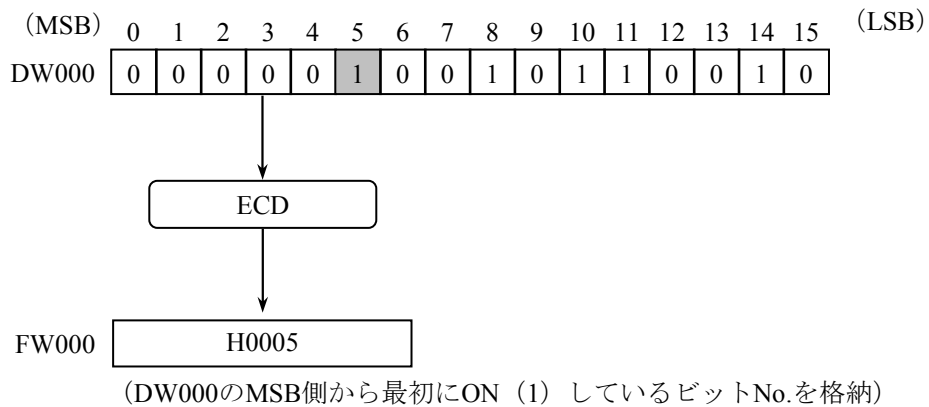 （MSB） 0 1 2 3 4 5 6 7 8 9 10 11 12 13 14 15 （LSB）
DW000 0 0 0 0 0 1 0 0 1 0 1 1 0 0 1 0
ECD
FW000 H0005
（DW000のMSB側から最初にON（1）しているビットNo.を格納）